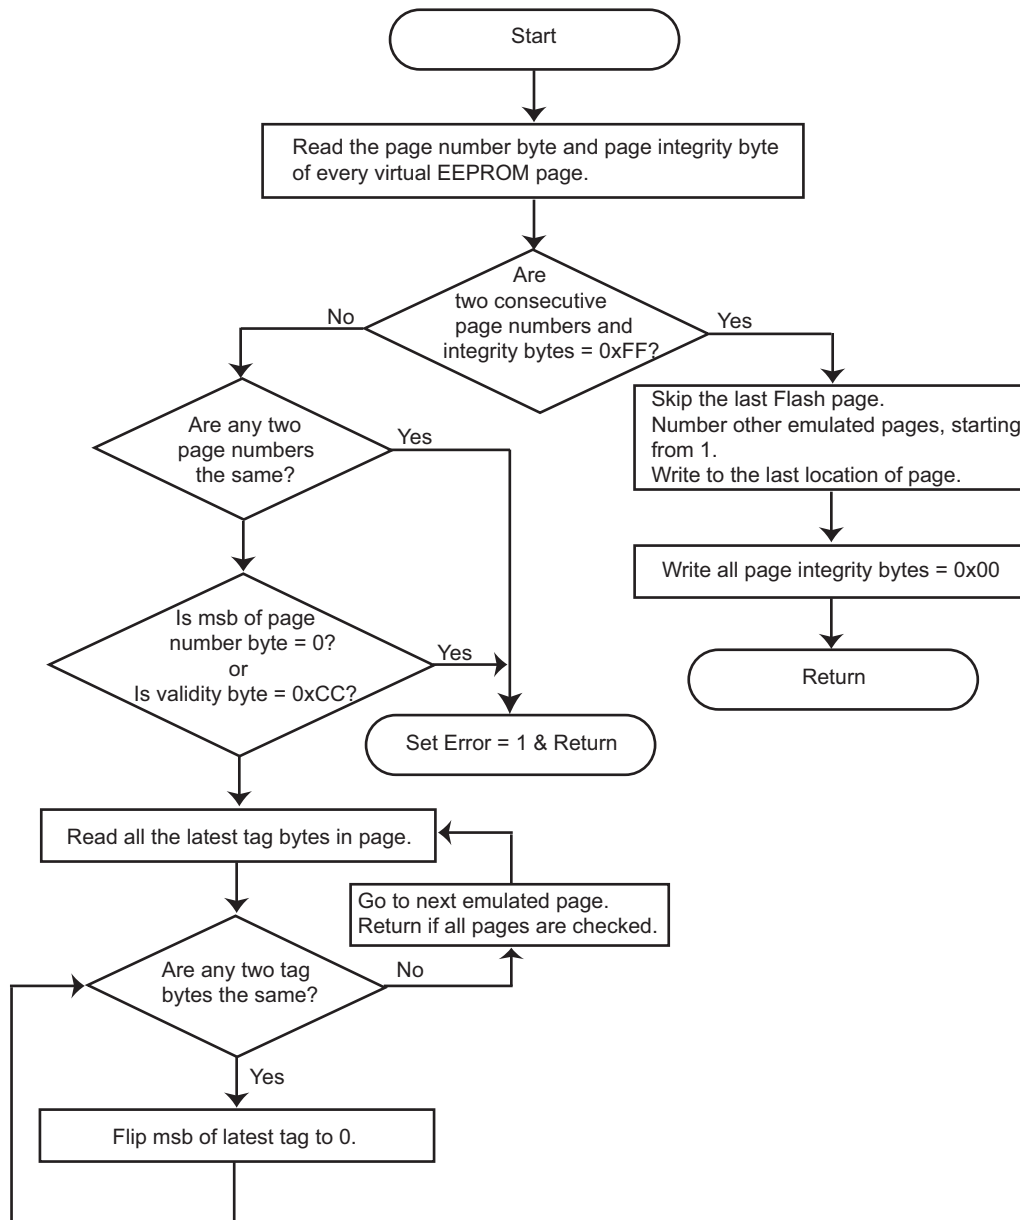 Start
Read the page number byte and page integrity byte
of every virtual EEPROM page.
Are
two consecutive
page numbers and
integrity bytes = 0xFF?
No
Yes
Skip the last Flash page.
Number other emulated pages, starting
from 1.
Write to the last location of page.
Are any two
page numbers
the same?
Yes
Write all page integrity bytes = 0x00
Is msb of page
number byte = 0?
or
Is validity byte = 0xCC?
Yes
Return
Set Error = 1 & Return
Read all the latest tag bytes in page.
Go to next emulated page.
Return if all pages are checked.
Are any two tag
bytes the same?
No
Yes
Flip msb of latest tag to 0.